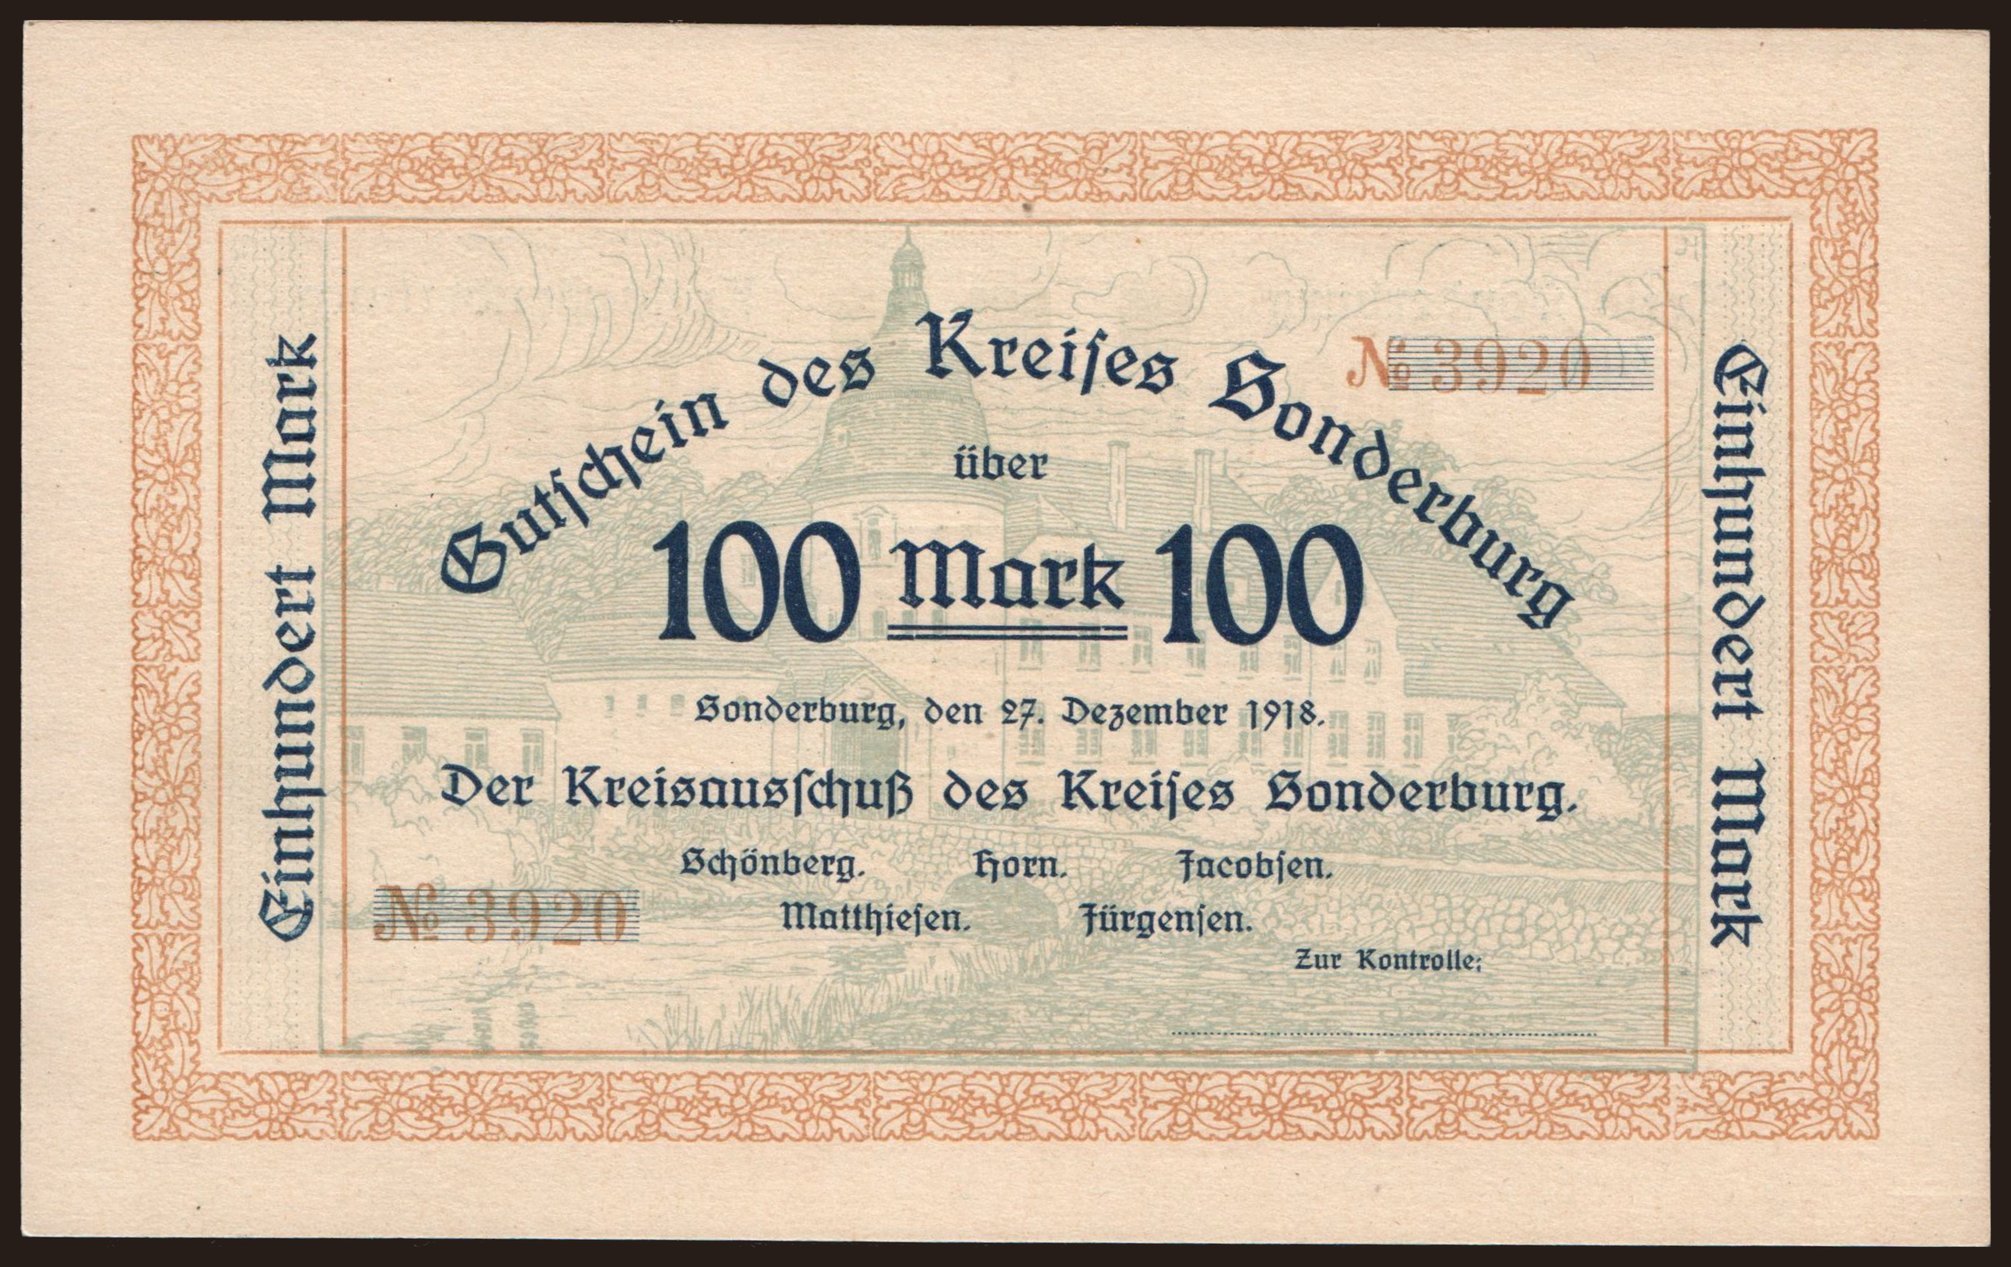 Gutschein des Kreises Sonderburg
№ 3920
über
100 Mark 100
Einhundert Mark
Einhundert Mark
Sonderburg, den 27. Dezember 1918.
Der Kreisausschuß des Kreises Sonderburg.
Schönberg. Horn. Jacobsen.
Matthiesen. Jürgensen.
№ 3920
Zur Kontrolle: